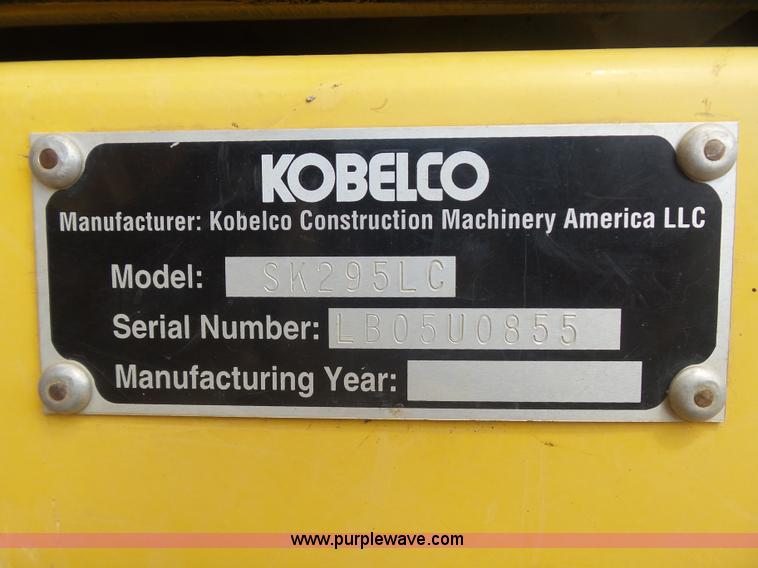 KOBELCO
Manufacturer: Kobelco Construction Machinery America LLC
Model: SK295LC
Serial Number: LB05U0855
Manufacturing Year:
www.purplewave.com